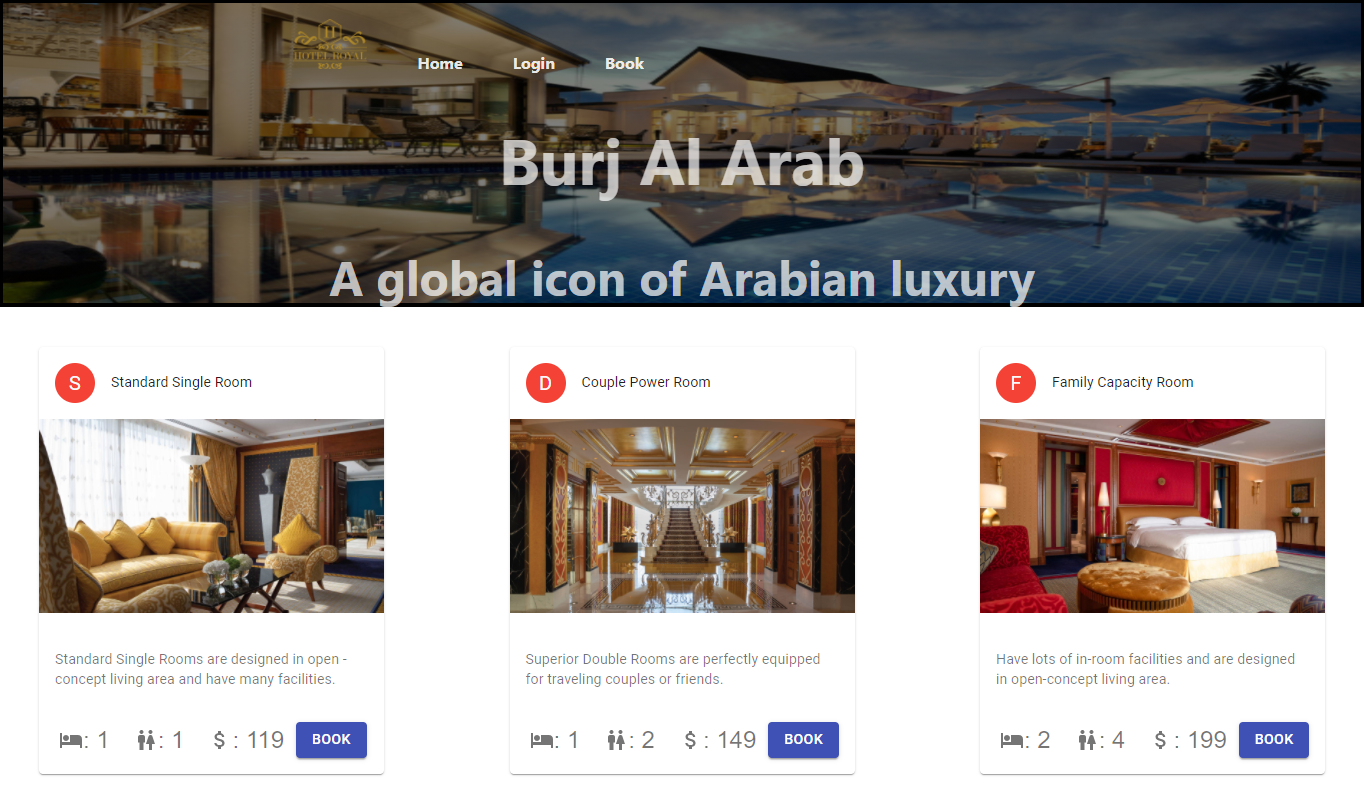 HOTEL ROYAL
Home Login Book
Burj Al Arab
A global icon of Arabian luxury
S Standard Single Room
Standard Single Rooms are designed in open -
concept living area and have many facilities.
: 1 : 1 $ : 119 BOOK
D Couple Power Room
Superior Double Rooms are perfectly equipped
for traveling couples or friends.
: 1 : 2 $ : 149 BOOK
F Family Capacity Room
Have lots of in-room facilities and are designed
in open-concept living area.
: 2 : 4 $ : 199 BOOK